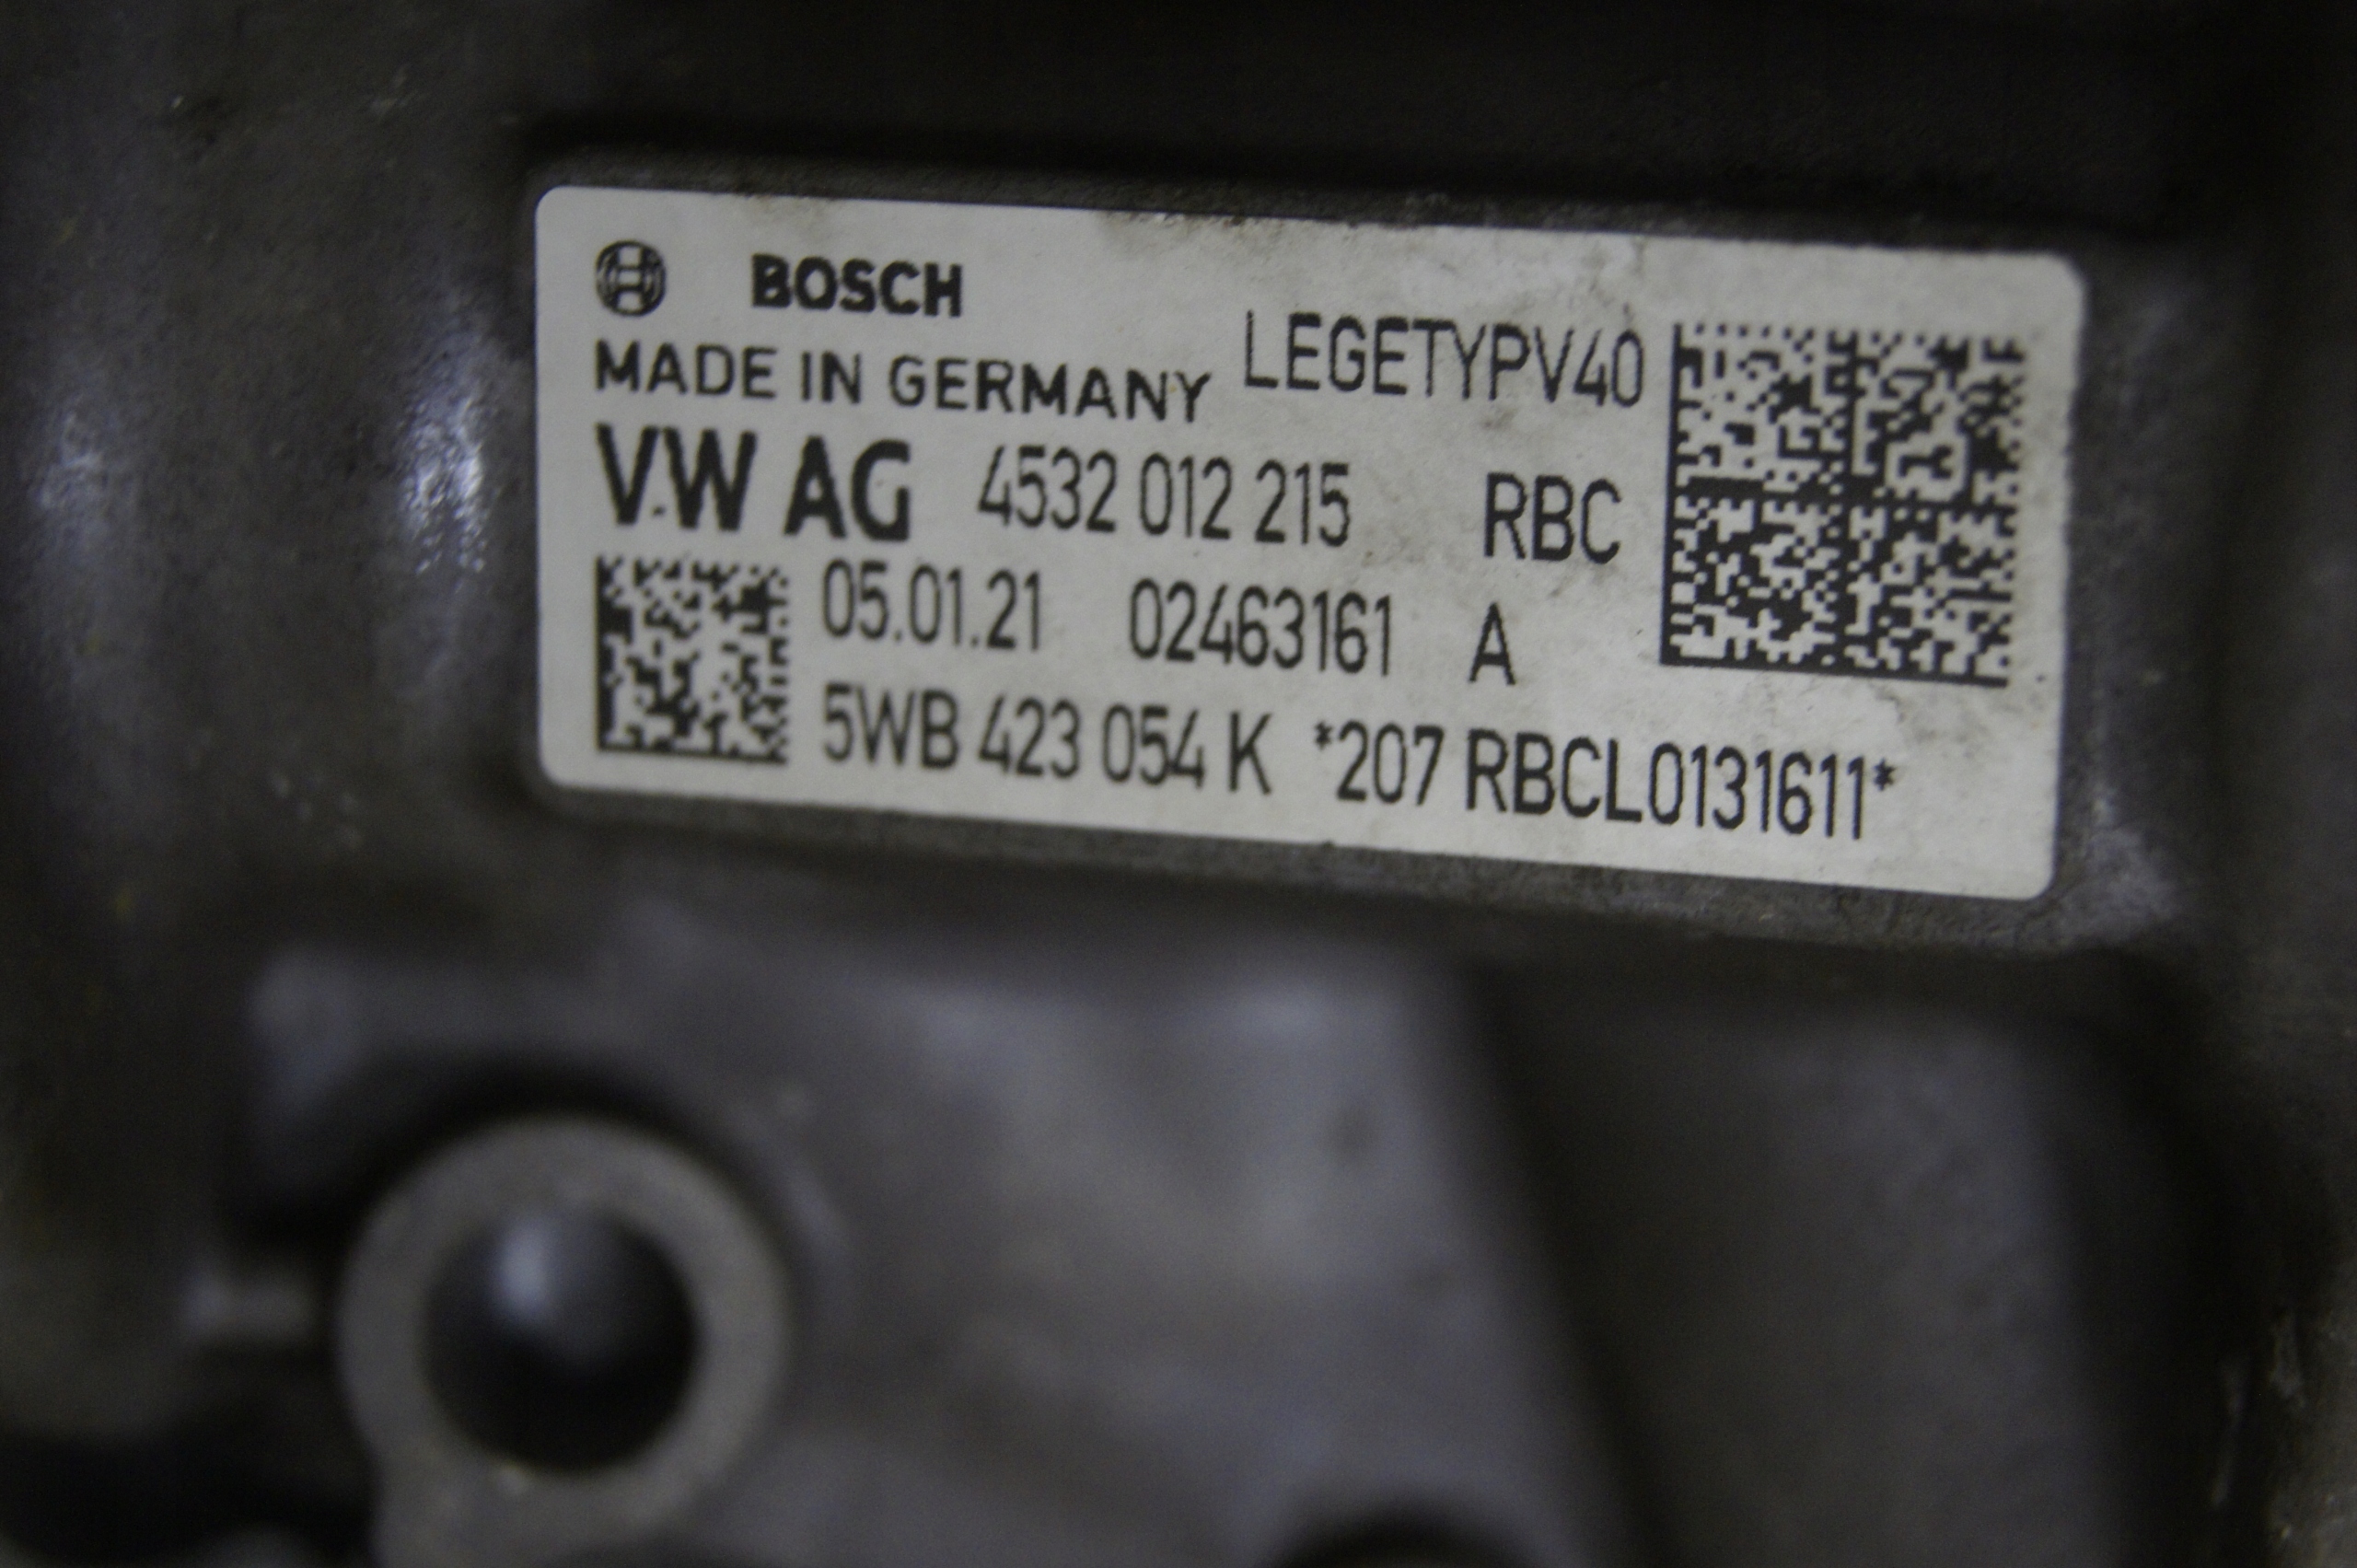 BOSCH
MADE IN GERMANY LEGETYPV40
VW AG 4532 012 215 RBC
05.01.21 02463161 A
5WB 423 054 K *207 RBCL0131611*